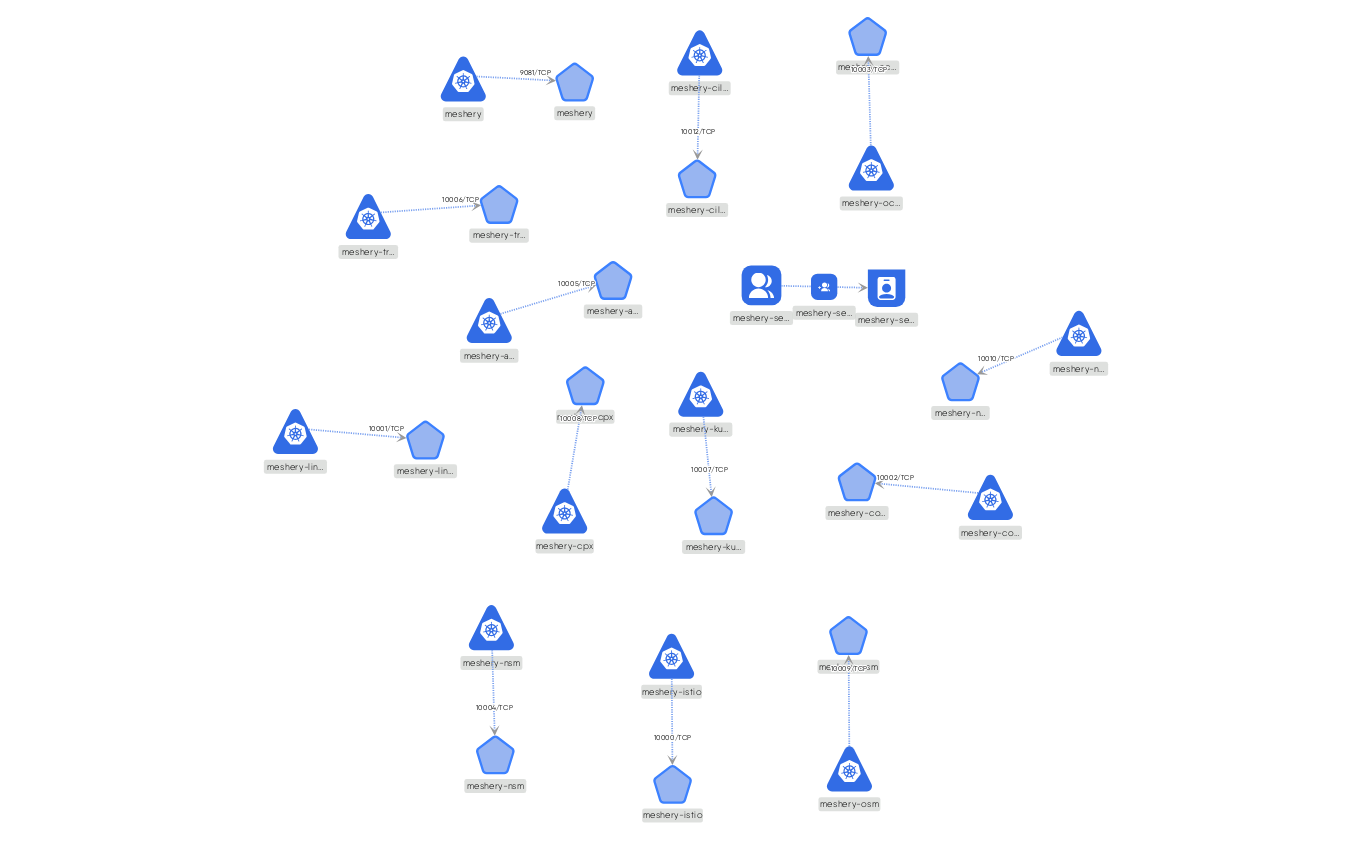 9081/TCP
meshery
meshery
meshery-cil...
10012/TCP
meshery-cil...
10003/TCP
meshery-oc...
10006/TCP
meshery-tr...
meshery-tr...
10005/TCP
meshery-a...
meshery-a...
meshery-se...
meshery-se...
meshery-se...
10010/TCP
meshery-n...
meshery-n...
10001/TCP
meshery-lin...
meshery-lin...
10008/TCP
meshery-cpx
meshery-ku...
10007/TCP
meshery-ku...
10002/TCP
meshery-co...
meshery-co...
meshery-nsm
10004/TCP
meshery-nsm
meshery-istio
10000/TCP
meshery-istio
10009/TCP
meshery-osm